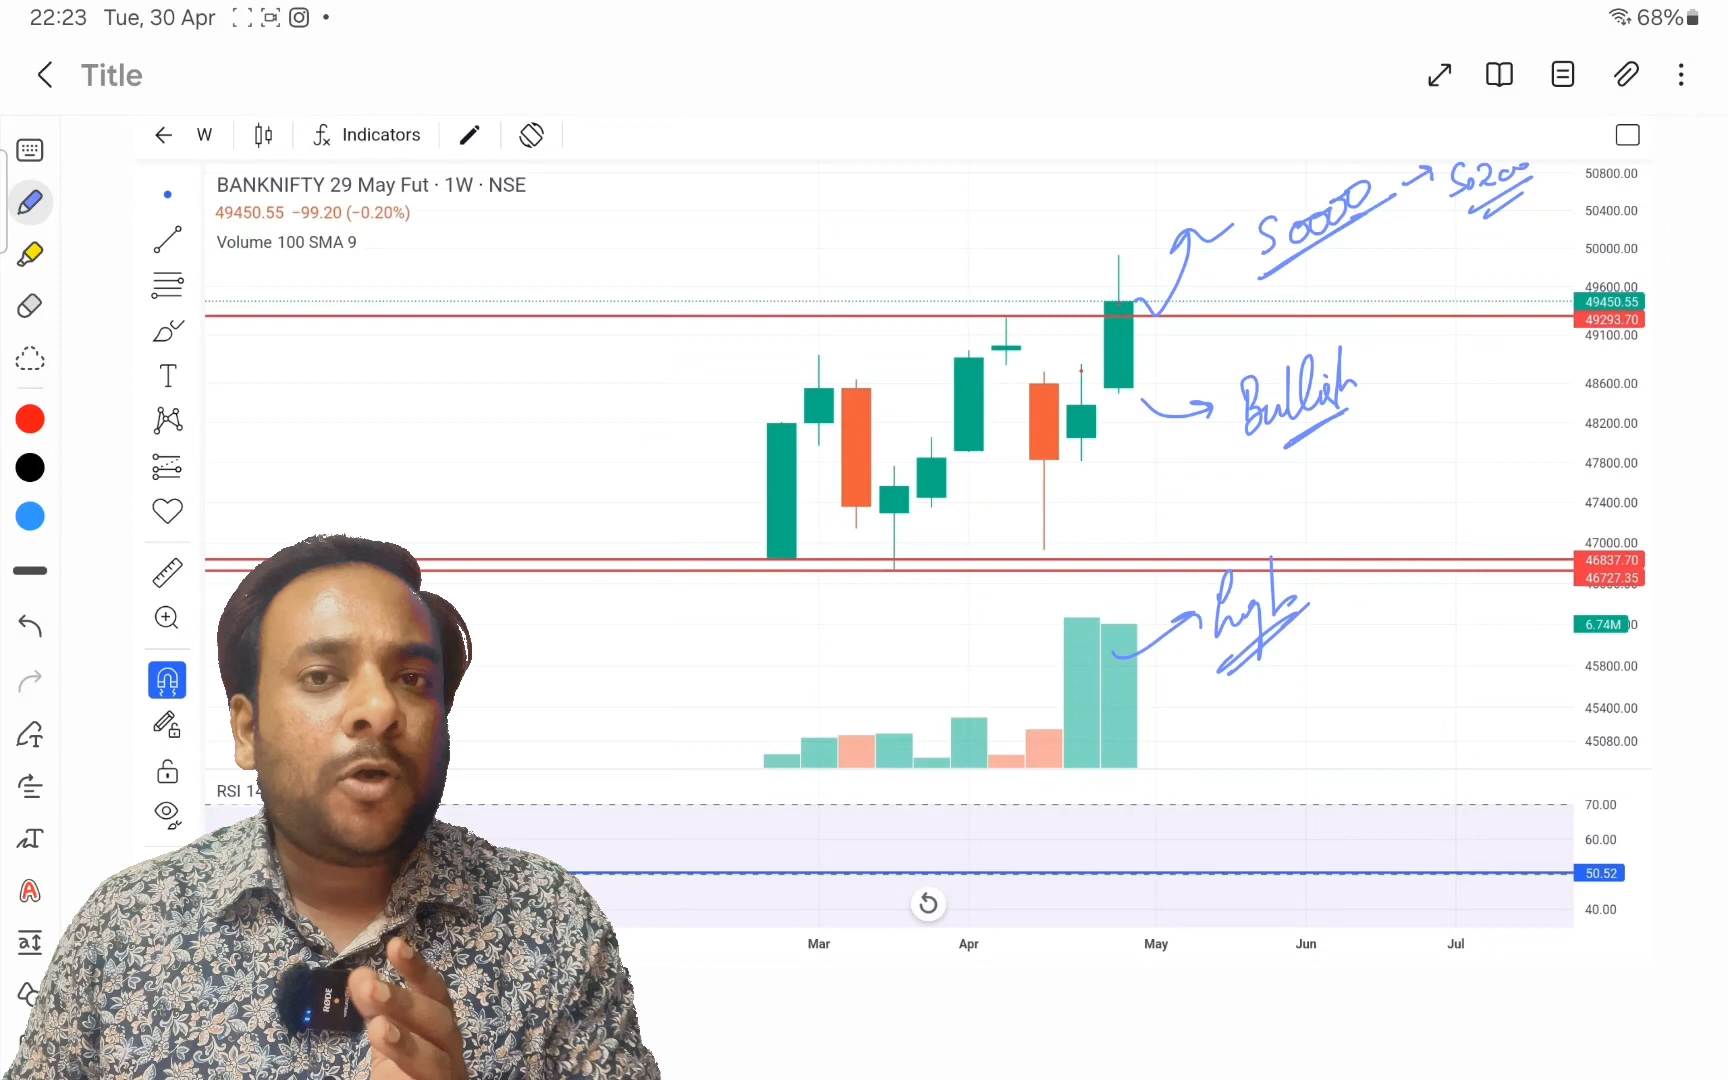 22:23 Tue, 30 Apr
68%
Title
W
Indicators
BANKNIFTY 29 May Fut · 1W · NSE
49450.55 −99.20 (−0.20%)
Volume 100 SMA 9
50000 → 50200
Bullish
high
50800.00
50400.00
50000.00
49600.00
49450.55
49293.70
49100.00
48600.00
48200.00
47800.00
47400.00
47000.00
46837.70
46727.35
6.74M
45800.00
45400.00
45080.00
RSI 14
70.00
60.00
50.52
40.00
Mar Apr May Jun Jul
RØDE